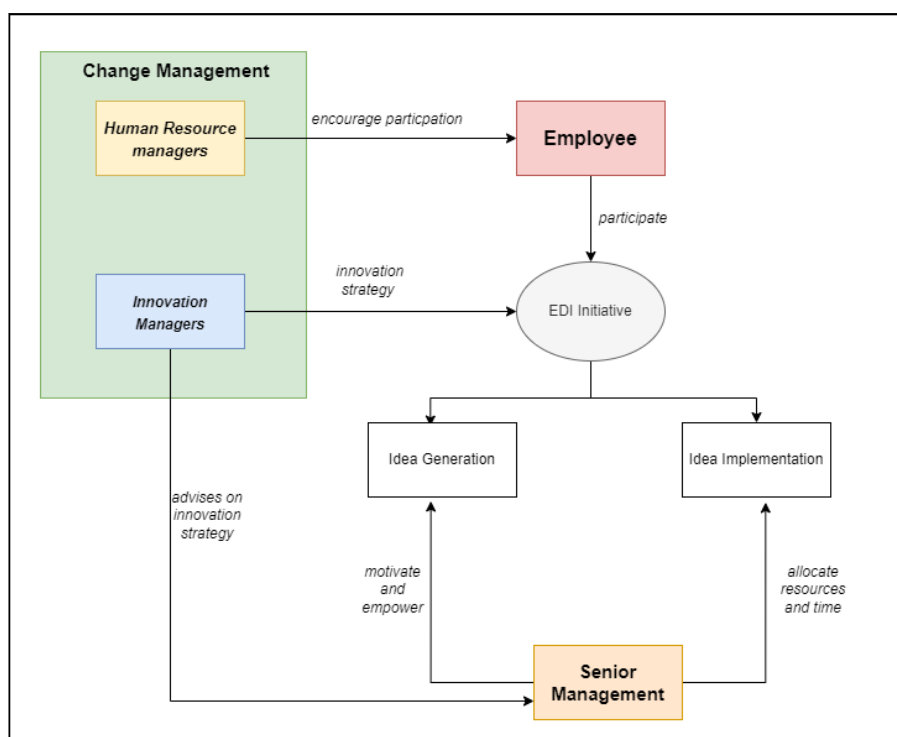 Change Management
Human Resource
managers
encourage particpation
Employee
participate
Innovation
Managers
innovation
strategy
EDI Initiative
Idea Generation
Idea Implementation
advises on
innovation
strategy
motivate
and
empower
allocate
resources
and time
Senior
Management